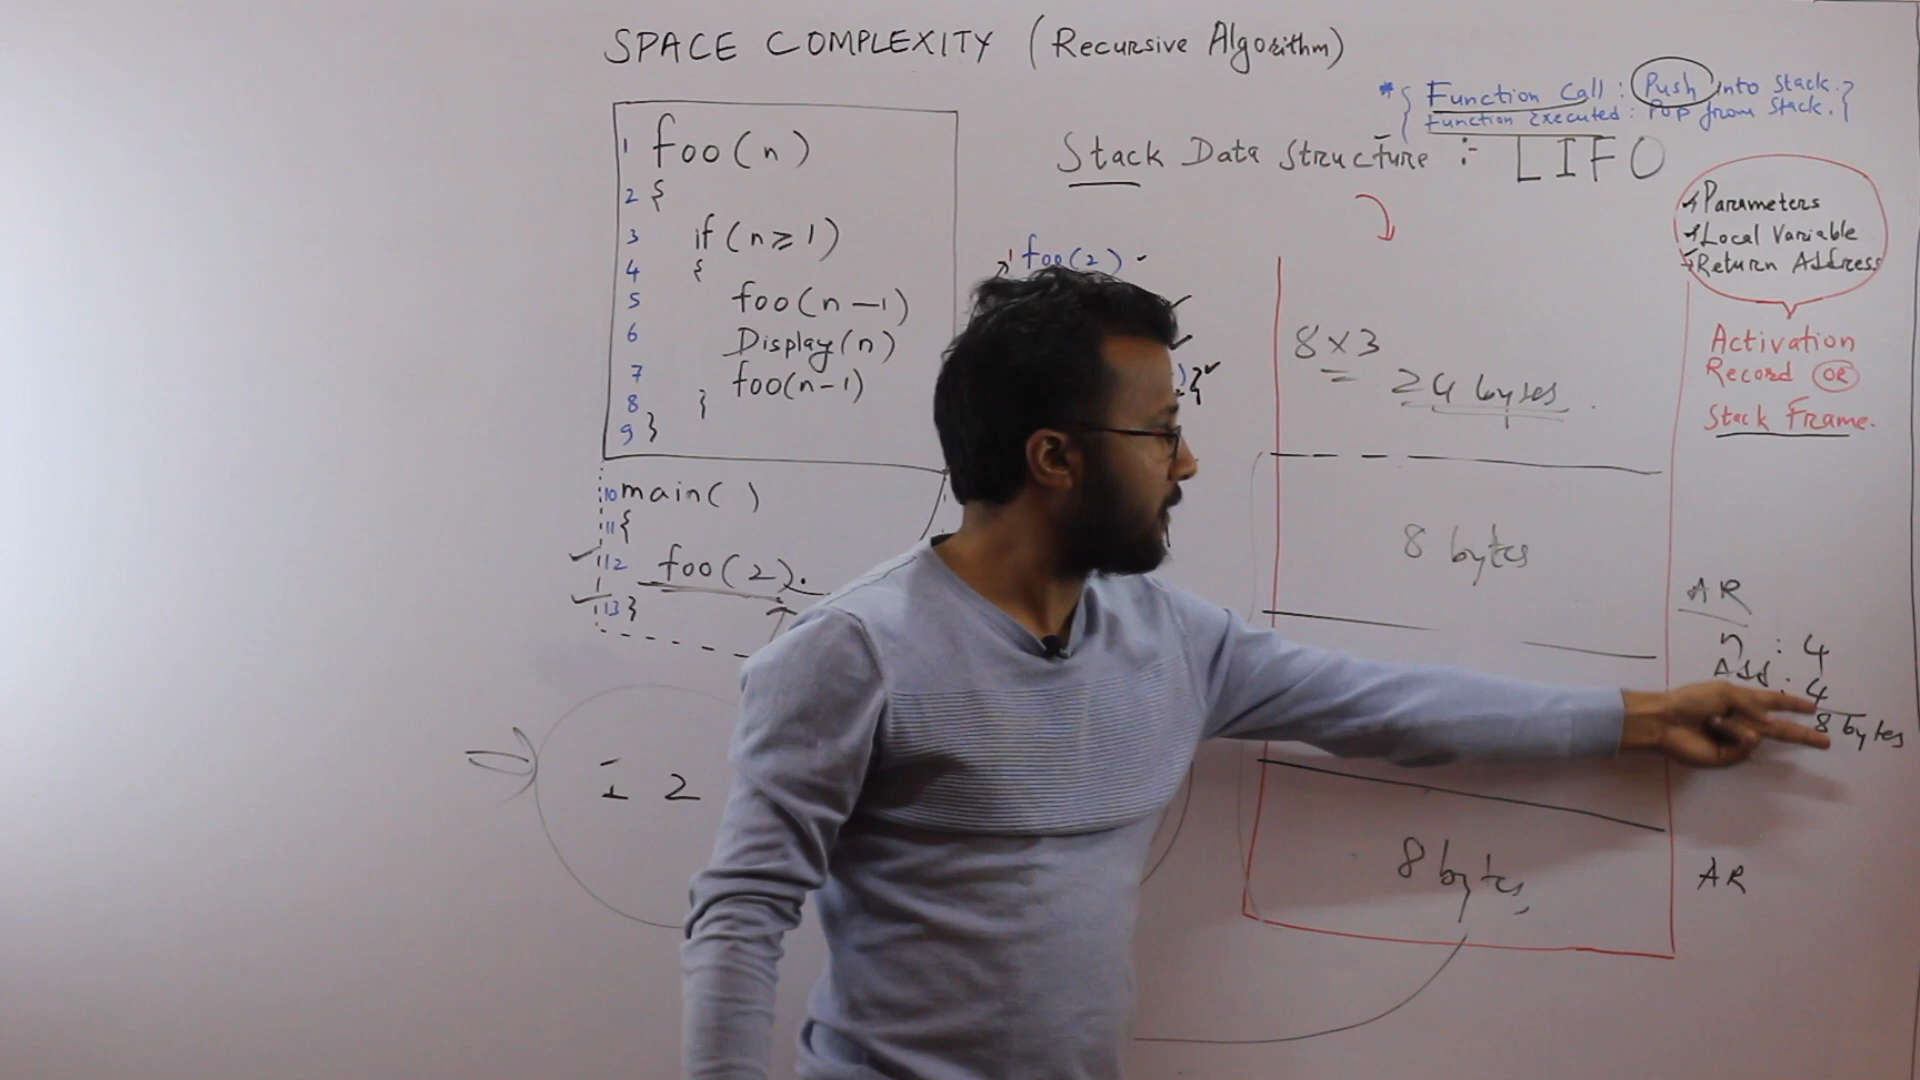 SPACE COMPLEXITY (Recursive Algorithm)
* { Function Call : Push into Stack. }
Function Executed : Pop from Stack.
Stack Data Structure :- LIFO
1 foo(n)
2 {
3 if (n ≥ 1)
4 {
5 foo(n-1)
6 Display(n)
7 foo(n-1)
8 }
9 }
10 main( )
11 {
12 foo(2).
13 }
1 foo(2)
1 2
8 x 3
24 bytes.
8 bytes
8 bytes
Parameters
Local Variable
Return Address
Activation
Record OR
Stack Frame.
AR
n : 4
Add : 4
8 bytes
AR